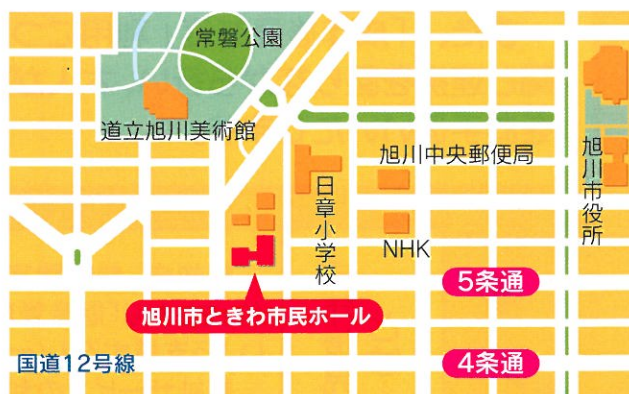 常磐公園
道立旭川美術館
旭川中央郵便局
旭川市役所
日章小学校
NHK
5条通
旭川市ときわ市民ホール
国道12号線
4条通